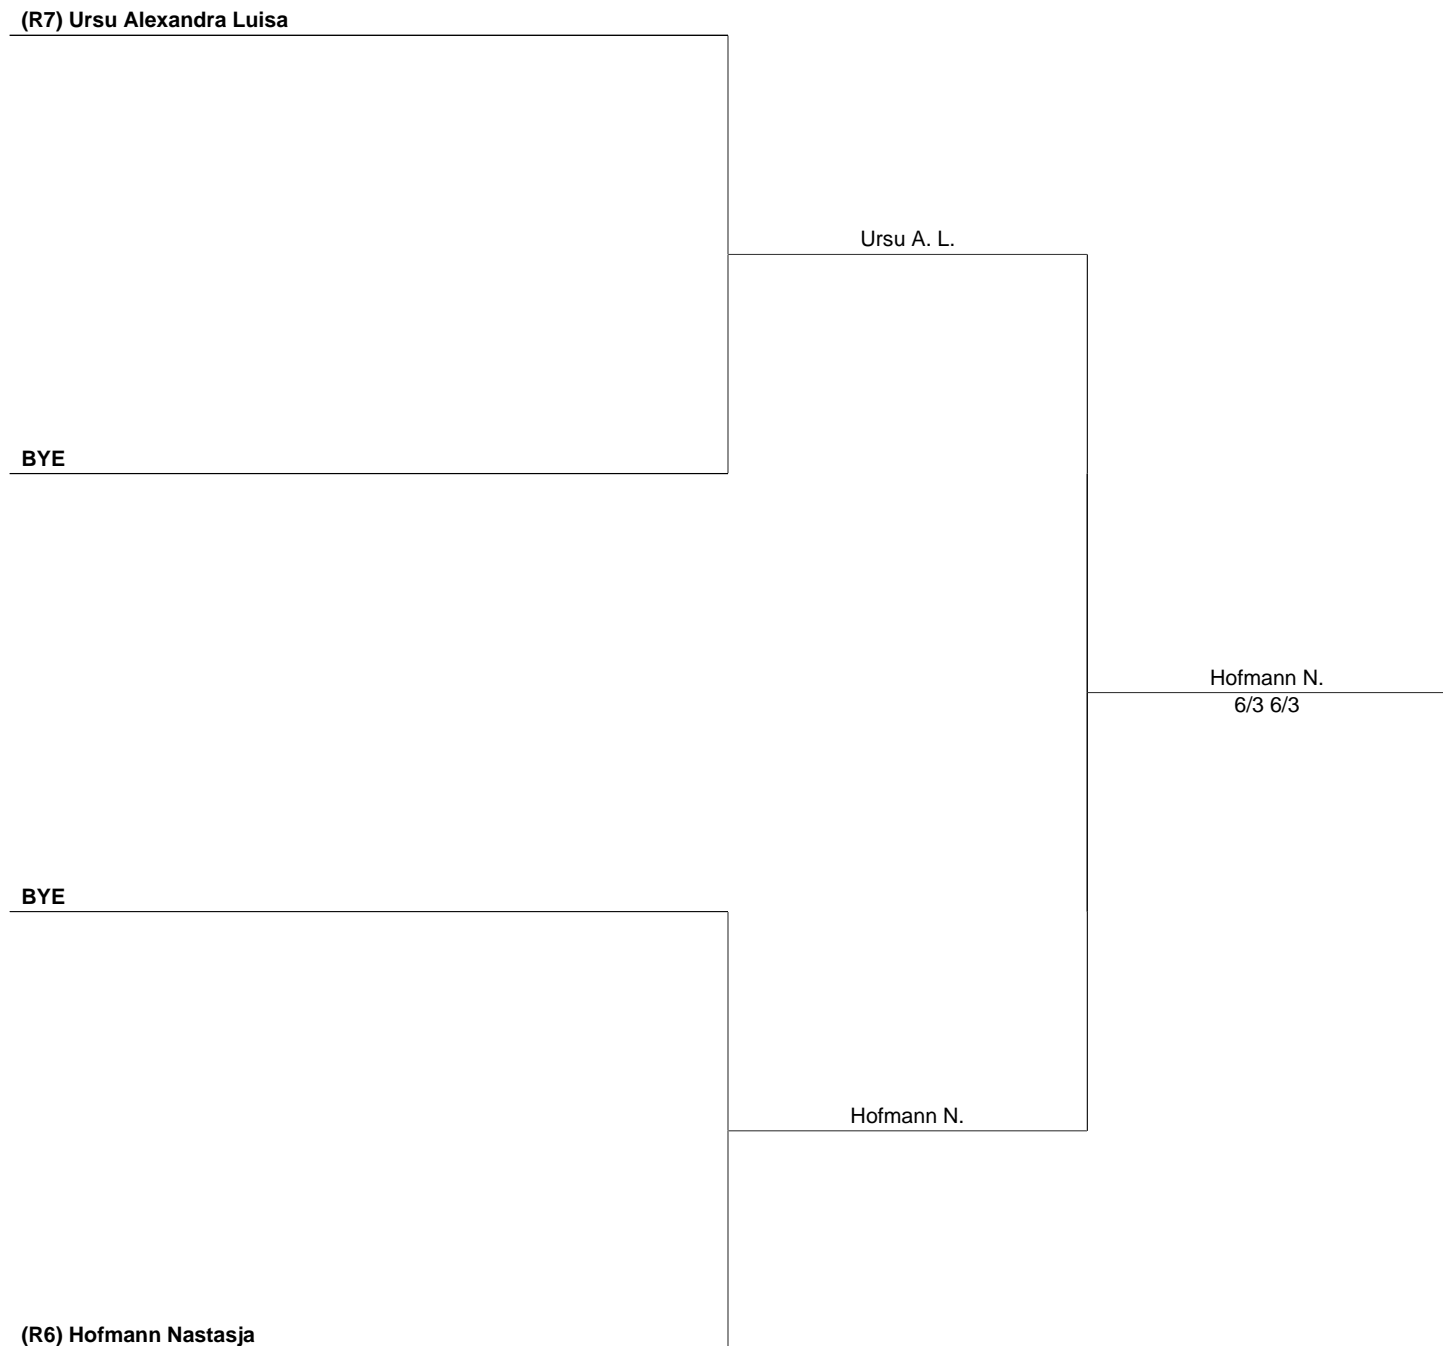 (R7) Ursu Alexandra Luisa
Ursu A. L.
BYE
Hofmann N.
6/3 6/3
BYE
Hofmann N.
(R6) Hofmann Nastasja